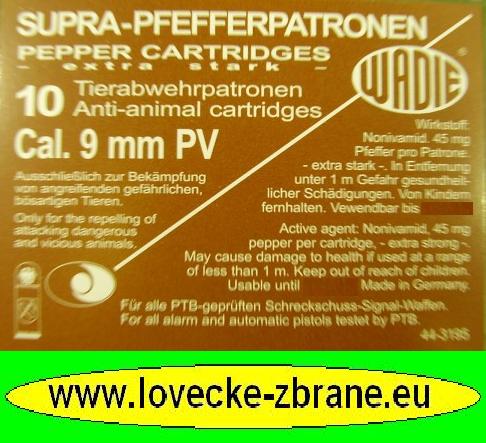 SUPRA-PFEFFERPATRONEN
PEPPER CARTRIDGES
- extra stark -
WADIE
®
10 Tierabwehrpatronen
Anti-animal cartridges
Cal. 9 mm PV
Wirkstoff:
Nonivamid, 45 mg
Pfeffer pro Patrone.
- extra stark -. In Entfernung
unter 1 m Gefahr gesundheit-
licher Schädigungen. Von Kindern
fernhalten. Vewendbar bis
Ausschließlich zur Bekämpfung
von angreifenden gefährlichen,
bösartigen Tieren.
Only for the repelling of
attacking dangerous
and vicious animals.
Active agent: Nonivamid, 45 mg
pepper per cartridge, - extra strong -.
May cause damage to health if used at a range
of less than 1 m. Keep out of reach of children.
Usable until Made in Germany.
Für alle PTB-geprüften Schreckschuss-Signal-Waffen.
For all alarm and automatic pistols testet by PTB.
44-3195
www.lovecke-zbrane.eu